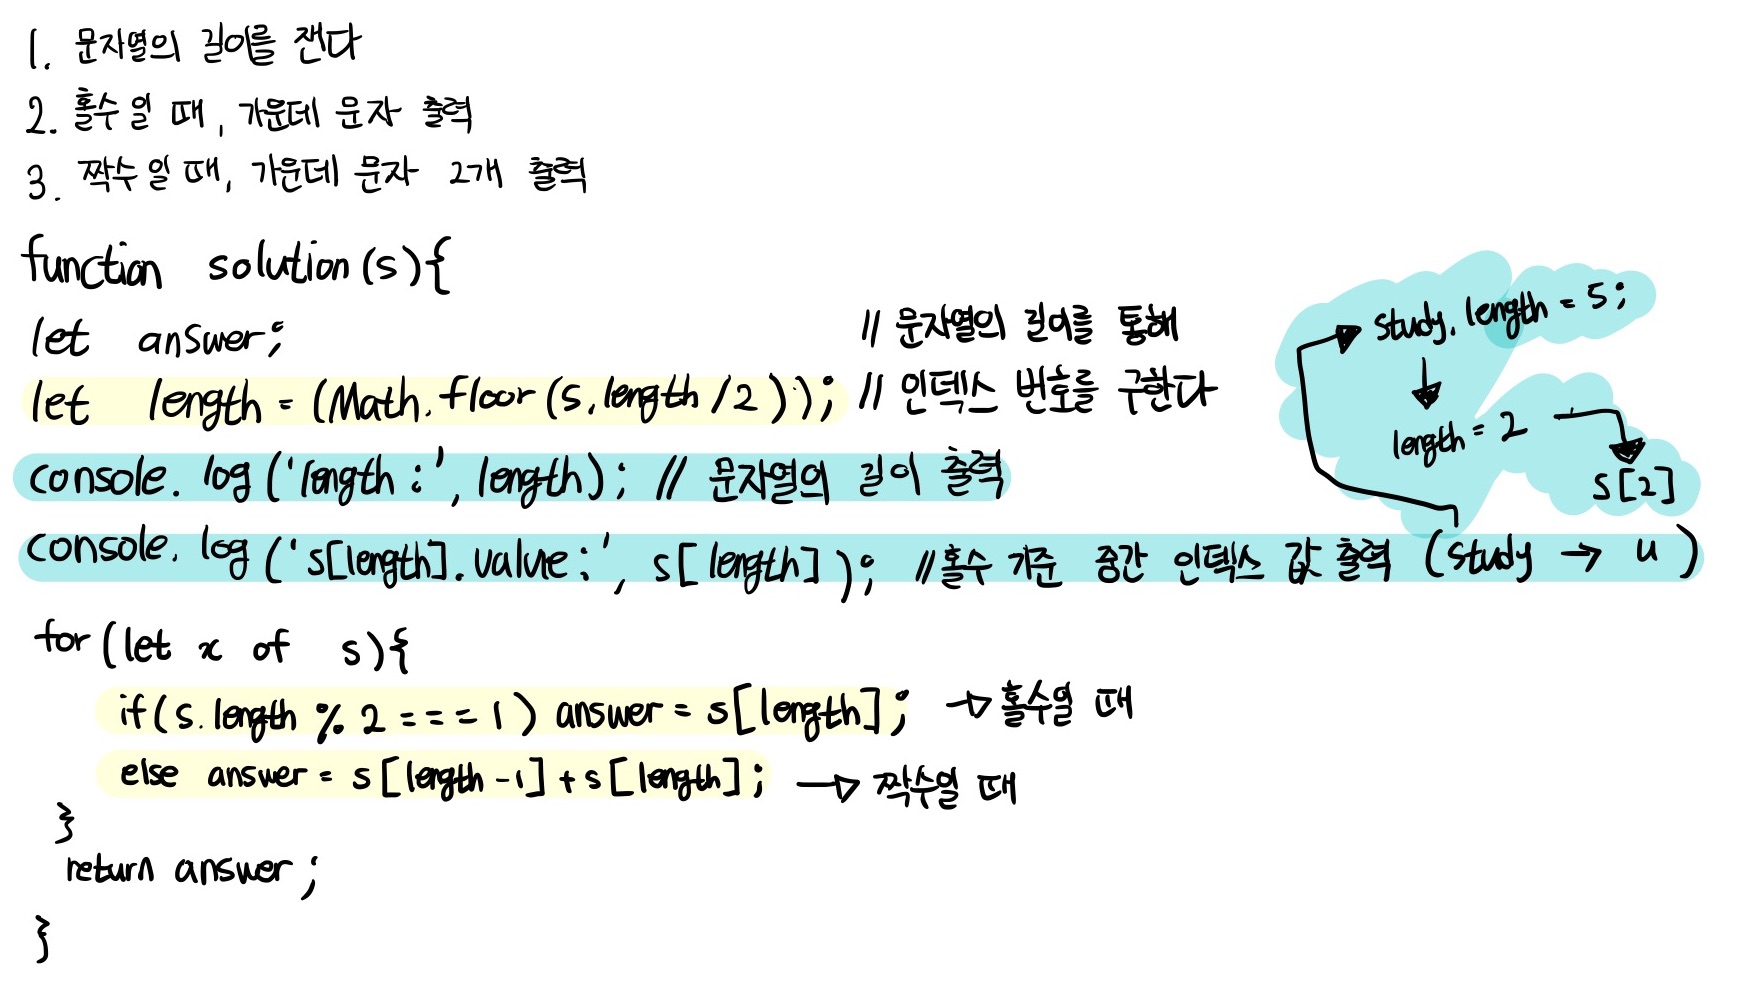 1. 문자열의 길이를 잰다
2. 홀수일 때, 가운데 문자 출력
3. 짝수일 때, 가운데 문자 2개 출력
function solution(s){
let answer;
// 문자열의 길이를 통해
let length = (Math.floor(s.length/2)); // 인덱스 번호를 구한다
study.length = 5;
length = 2
s[2]
console.log('length:', length); // 문자열의 길이 출력
console.log('s[length].value:', s[length]); //홀수 기준 중간 인덱스 값 출력 (study → u)
for(let x of s){
if(s.length % 2 === 1) answer = s[length]; → 홀수일 때
else answer = s[length-1]+s[length]; → 짝수일 때
}
return answer;
}